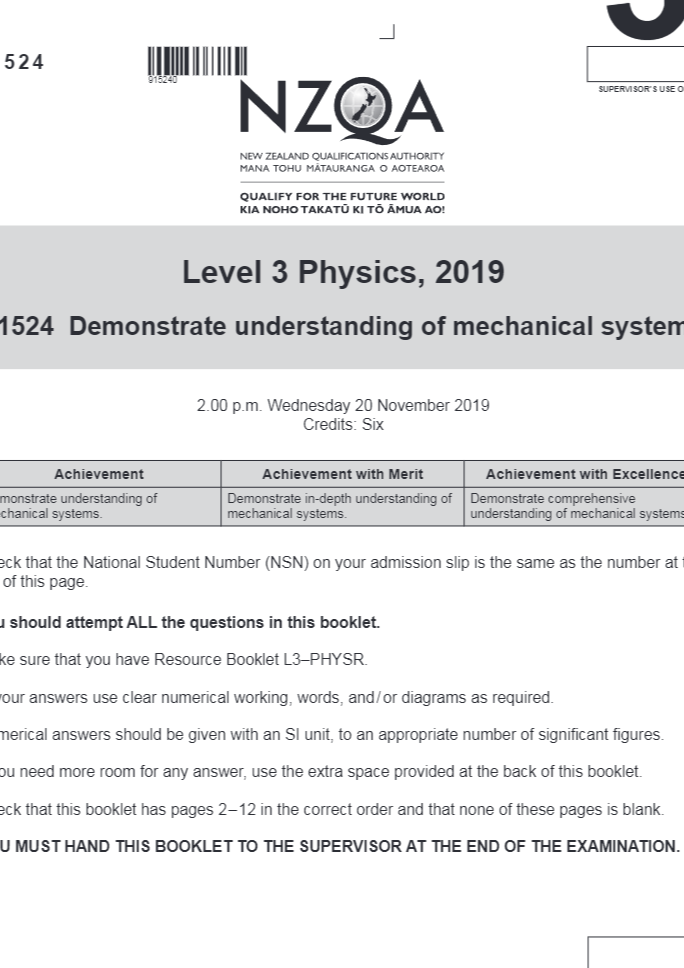 1524
915240
SUPERVISOR'S USE O
NZQA
NEW ZEALAND QUALIFICATIONS AUTHORITY
MANA TOHU MĀTAURANGA O AOTEAROA
QUALIFY FOR THE FUTURE WORLD
KIA NOHO TAKATŪ KI TŌ ĀMUA AO!
Level 3 Physics, 2019
1524 Demonstrate understanding of mechanical system
2.00 p.m. Wednesday 20 November 2019
Credits: Six
Achievement Achievement with Merit Achievement with Excellence
monstrate understanding of Demonstrate in-depth understanding of Demonstrate comprehensive
chanical systems. mechanical systems. understanding of mechanical systems
eck that the National Student Number (NSN) on your admission slip is the same as the number at t
of this page.
u should attempt ALL the questions in this booklet.
ke sure that you have Resource Booklet L3–PHYSR.
your answers use clear numerical working, words, and/or diagrams as required.
merical answers should be given with an SI unit, to an appropriate number of significant figures.
ou need more room for any answer, use the extra space provided at the back of this booklet.
eck that this booklet has pages 2–12 in the correct order and that none of these pages is blank.
U MUST HAND THIS BOOKLET TO THE SUPERVISOR AT THE END OF THE EXAMINATION.